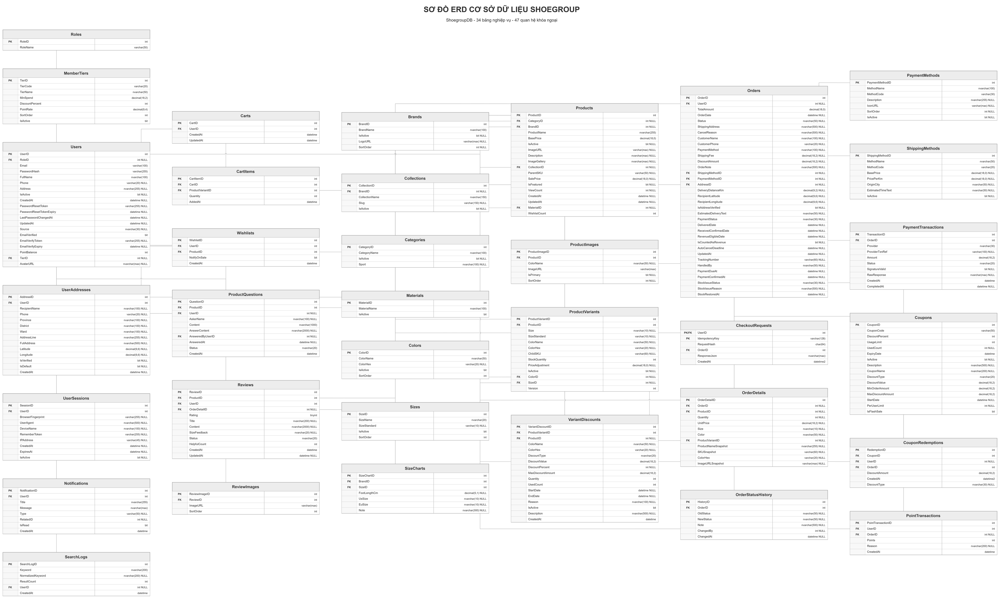 SƠ ĐỒ ERD CƠ SỞ DỮ LIỆU SHOEGROUP
ShoegroupDB - 34 bảng nghiệp vụ - 47 quan hệ khóa ngoại
Roles
PK RoleID int
RoleName varchar(50)
MemberTiers
PK TierID int
TierCode varchar(20)
TierName nvarchar(50)
MinSpend decimal(18,2)
DiscountPercent int
PointRate decimal(9,4)
SortOrder int
IsActive bit
Users
PK UserID int
FK RoleID int NULL
Email varchar(100)
PasswordHash varchar(255)
FullName nvarchar(100)
Phone varchar(20) NULL
Address nvarchar(255) NULL
IsActive bit NULL
CreatedAt datetime NULL
PasswordResetToken varchar(255) NULL
PasswordResetTokenExpiry datetime NULL
LastPasswordChangedAt datetime NULL
UpdatedAt datetime NULL
Source nvarchar(30) NULL
EmailVerified bit
EmailVerifyToken varchar(255) NULL
EmailVerifyExpiry datetime NULL
PointBalance int
FK TierID int NULL
AvatarURL nvarchar(max) NULL
UserAddresses
PK AddressID int
FK UserID int
RecipientName nvarchar(100) NULL
Phone varchar(20) NULL
Province nvarchar(100) NULL
District nvarchar(100) NULL
Ward nvarchar(100) NULL
AddressLine nvarchar(255) NULL
FullAddress nvarchar(500) NULL
Latitude decimal(9,6) NULL
Longitude decimal(9,6) NULL
IsVerified bit NULL
IsDefault bit NULL
CreatedAt datetime NULL
UserSessions
PK SessionID int
FK UserID int
BrowserFingerprint varchar(255) NULL
UserAgent nvarchar(500) NULL
DeviceName nvarchar(100) NULL
RememberToken varchar(255) NULL
IPAddress varchar(45) NULL
CreatedAt datetime NULL
ExpiresAt datetime NULL
IsActive bit NULL
Notifications
PK NotificationID int
FK UserID int
Title nvarchar(255)
Message nvarchar(max)
Type varchar(50) NULL
RelatedID int NULL
IsRead bit
CreatedAt datetime
SearchLogs
PK SearchLogID int
Keyword nvarchar(200)
NormalizedKeyword nvarchar(200) NULL
ResultCount int
FK UserID int NULL
CreatedAt datetime
Carts
PK CartID int
FK UserID int
CreatedAt datetime
UpdatedAt datetime
CartItems
PK CartItemID int
FK CartID int
FK ProductVariantID int
Quantity int
AddedAt datetime
Wishlists
PK WishlistID int
FK UserID int
FK ProductID int
NotifyOnSale bit
CreatedAt datetime
ProductQuestions
PK QuestionID int
FK ProductID int
FK UserID int NULL
AskerName nvarchar(100) NULL
Content nvarchar(1000)
AnswerContent nvarchar(2000) NULL
FK AnsweredByUserID int NULL
AnsweredAt datetime NULL
Status nvarchar(20)
CreatedAt datetime
Reviews
PK ReviewID int
FK ProductID int
FK UserID int
FK OrderDetailID int NULL
Rating tinyint
Title nvarchar(200) NULL
Content nvarchar(2000) NULL
SizeFeedback nvarchar(20) NULL
Status nvarchar(20)
HelpfulCount int
CreatedAt datetime
UpdatedAt datetime NULL
ReviewImages
PK ReviewImageID int
FK ReviewID int
ImageURL varchar(max)
SortOrder int
Brands
PK BrandID int
BrandName nvarchar(100)
IsActive bit NULL
LogoURL varchar(max) NULL
SortOrder int NULL
Collections
PK CollectionID int
FK BrandID int NULL
CollectionName nvarchar(150)
Slug varchar(150) NULL
IsActive bit NULL
Categories
PK CategoryID int
CategoryName nvarchar(100)
IsActive bit NULL
Sport nvarchar(100) NULL
Materials
PK MaterialID int
MaterialName nvarchar(100)
IsActive bit
Colors
PK ColorID int
ColorName nvarchar(50)
ColorHex varchar(20) NULL
IsActive bit
SortOrder int
Sizes
PK SizeID int
SizeName nvarchar(20)
SizeStandard varchar(10) NULL
IsActive bit
SortOrder int
SizeCharts
PK SizeChartID int
FK BrandID int
FK SizeID int
FootLengthCm decimal(5,1) NULL
UsSize nvarchar(10) NULL
EuSize nvarchar(10) NULL
Note nvarchar(300) NULL
Products
PK ProductID int
FK CategoryID int NULL
FK BrandID int NULL
ProductName nvarchar(255)
BasePrice decimal(18,0)
IsActive bit NULL
ImageURL varchar(max) NULL
Description nvarchar(max) NULL
ImageGallery nvarchar(max) NULL
FK CollectionID int NULL
ParentSKU varchar(50) NULL
SalePrice decimal(18,0) NULL
IsFeatured bit NULL
ViewCount int NULL
CreatedAt datetime NULL
UpdatedAt datetime NULL
FK MaterialID int NULL
WishlistCount int
ProductImages
PK ProductImageID int
FK ProductID int
ColorName nvarchar(50) NULL
ImageURL varchar(max)
IsPrimary bit NULL
SortOrder int NULL
ProductVariants
PK ProductVariantID int
FK ProductID int
Size nvarchar(10) NULL
SizeStandard varchar(10) NULL
ColorName nvarchar(50) NULL
ColorHex varchar(20) NULL
ChildSKU varchar(60) NULL
StockQuantity int
PriceAdjustment decimal(18,0) NULL
IsActive bit NULL
FK ColorID int NULL
FK SizeID int NULL
Version int
VariantDiscounts
PK VariantDiscountID int
FK ProductVariantID int
FK ProductID int NULL
ColorName nvarchar(50) NULL
ColorHex varchar(20) NULL
DiscountType nvarchar(20)
DiscountValue decimal(18,2)
DiscountPercent int NULL
MaxDiscountAmount decimal(18,2)
Quantity int
UsedCount int
StartDate datetime NULL
EndDate datetime NULL
Reason nvarchar(100) NULL
IsActive bit
Description nvarchar(500) NULL
CreatedAt datetime
Orders
PK OrderID int
FK UserID int NULL
TotalAmount decimal(18,0)
OrderDate datetime NULL
Status nvarchar(50) NULL
ShippingAddress nvarchar(500) NULL
CancelReason nvarchar(500) NULL
CustomerName nvarchar(100) NULL
CustomerPhone varchar(20) NULL
PaymentMethod nvarchar(100) NULL
ShippingFee decimal(18,2) NULL
DiscountAmount decimal(18,2) NULL
OrderNote nvarchar(500) NULL
FK ShippingMethodID int NULL
FK PaymentMethodID int NULL
FK AddressID int NULL
DeliveryDistanceKm decimal(9,2) NULL
RecipientLatitude decimal(9,6) NULL
RecipientLongitude decimal(9,6) NULL
IsAddressVerified bit NULL
EstimatedDeliveryText nvarchar(50) NULL
PaymentStatus nvarchar(30) NULL
DeliveredDate datetime NULL
ReceivedConfirmedDate datetime NULL
RevenueEligibleDate datetime NULL
IsCountedAsRevenue bit NULL
AutoCancelDeadline datetime NULL
UpdatedAt datetime NULL
TrackingNumber varchar(60) NULL
HandledBy nvarchar(50) NULL
PaymentDueAt datetime NULL
PaymentConfirmedAt datetime NULL
StockIssueStatus nvarchar(30) NULL
StockIssueReason nvarchar(500) NULL
StockRestoredAt datetime NULL
CheckoutRequests
PK/FK UserID int
PK IdempotencyKey varchar(128)
RequestHash char(64)
FK OrderID int
ResponseJson nvarchar(max)
CreatedAt datetime2
OrderDetails
PK OrderDetailID int
FK OrderID int NULL
FK ProductID int NULL
Quantity int NULL
UnitPrice decimal(18,2) NULL
Size nvarchar(10) NULL
Color nvarchar(50) NULL
FK ProductVariantID int NULL
ProductNameSnapshot nvarchar(255) NULL
SKUSnapshot varchar(60) NULL
ColorHex varchar(20) NULL
ImageURLSnapshot varchar(max) NULL
OrderStatusHistory
PK HistoryID int
FK OrderID int
OldStatus nvarchar(50) NULL
NewStatus nvarchar(50) NULL
Note nvarchar(500) NULL
ChangedBy int NULL
ChangedAt datetime NULL
PaymentMethods
PK PaymentMethodID int
MethodName nvarchar(100)
MethodCode varchar(30)
Description nvarchar(255) NULL
IconURL varchar(max) NULL
SortOrder int NULL
IsActive bit NULL
ShippingMethods
PK ShippingMethodID int
MethodName nvarchar(50)
MethodCode varchar(20)
BasePrice decimal(18,0) NULL
PricePerKm decimal(18,0) NULL
OriginCity nvarchar(50) NULL
EstimatedTimeText nvarchar(50) NULL
IsActive bit NULL
PaymentTransactions
PK TransactionID int
FK OrderID int
Provider nvarchar(30)
ProviderTxnRef varchar(100) NULL
Amount decimal(18,2)
Status nvarchar(20)
SignatureValid bit NULL
RawResponse nvarchar(max) NULL
CreatedAt datetime
CompletedAt datetime NULL
Coupons
PK CouponID int
CouponCode varchar(50)
DiscountPercent int
UsageLimit int
UsedCount int NULL
ExpiryDate datetime
IsActive bit NULL
Description nvarchar(500) NULL
CouponName nvarchar(200) NULL
DiscountType nvarchar(20)
DiscountValue decimal(18,2)
MinOrderAmount decimal(18,2)
MaxDiscountAmount decimal(18,2)
StartDate datetime NULL
PerUserLimit int NULL
IsFlashSale bit
CouponRedemptions
PK RedemptionID int
FK CouponID int
FK UserID int NULL
FK OrderID int
DiscountAmount decimal(18,2)
CreatedAt datetime2
DiscountType nvarchar(30) NULL
PointTransactions
PK PointTransactionID int
FK UserID int
FK OrderID int NULL
Points int
Reason nvarchar(200) NULL
CreatedAt datetime